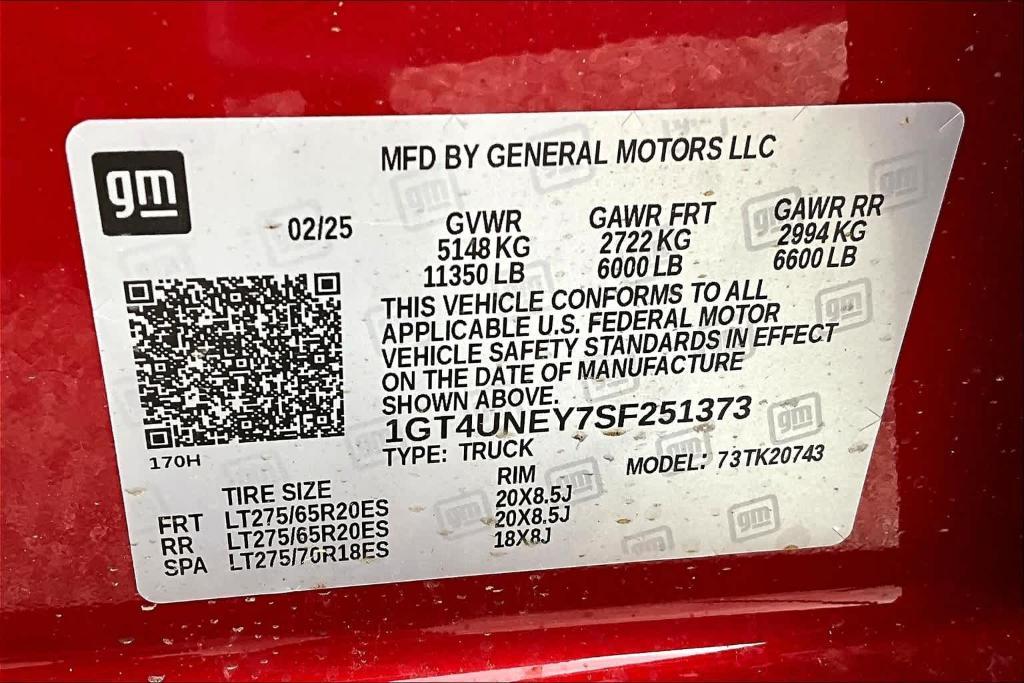 gm
MFD BY GENERAL MOTORS LLC
02/25
GVWR
5148 KG
11350 LB
GAWR FRT
2722 KG
6000 LB
GAWR RR
2994 KG
6600 LB
THIS VEHICLE CONFORMS TO ALL
APPLICABLE U.S. FEDERAL MOTOR
VEHICLE SAFETY STANDARDS IN EFFECT
ON THE DATE OF MANUFACTURE
SHOWN ABOVE.
1GT4UNEY7SF251373
TYPE: TRUCK
MODEL: 73TK20743
170H
TIRE SIZE RIM
FRT LT275/65R20ES 20X8.5J
RR LT275/65R20ES 20X8.5J
SPA LT275/70R18ES 18X8J